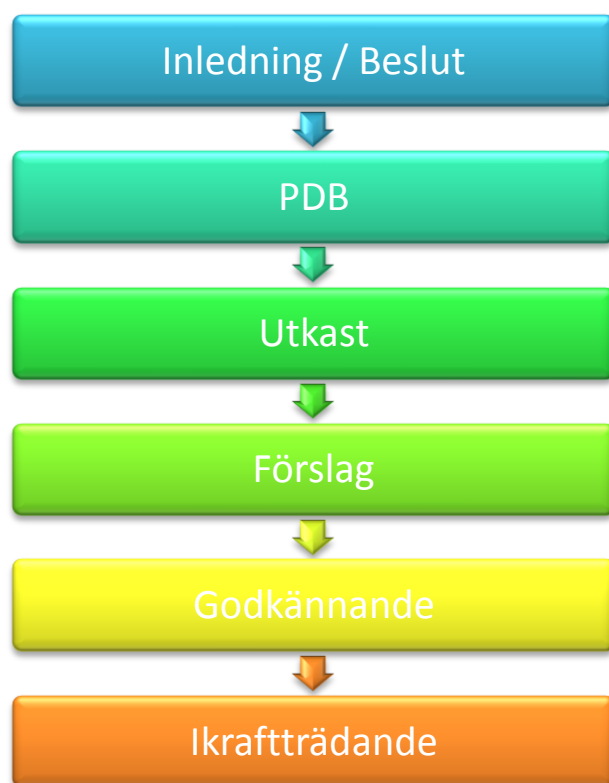 Inledning / Beslut
PDB
Utkast
Förslag
Godkännande
Ikraftträdande